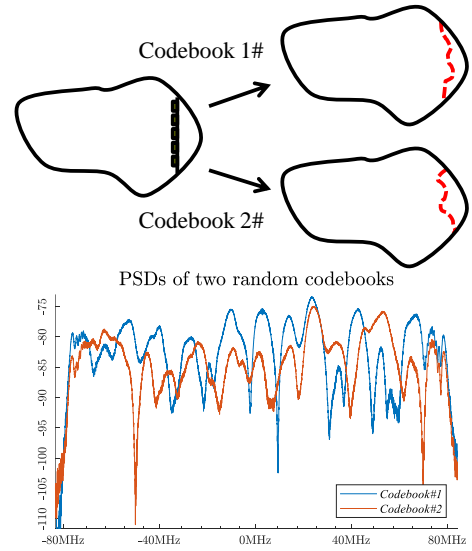 Codebook 1#
Codebook 2#
PSDs of two random codebooks
-75
-80
-85
-90
-95
-100
-105
-110
Codebook#1
Codebook#2
-80MHz -40MHz 0MHz 40MHz 80MHz